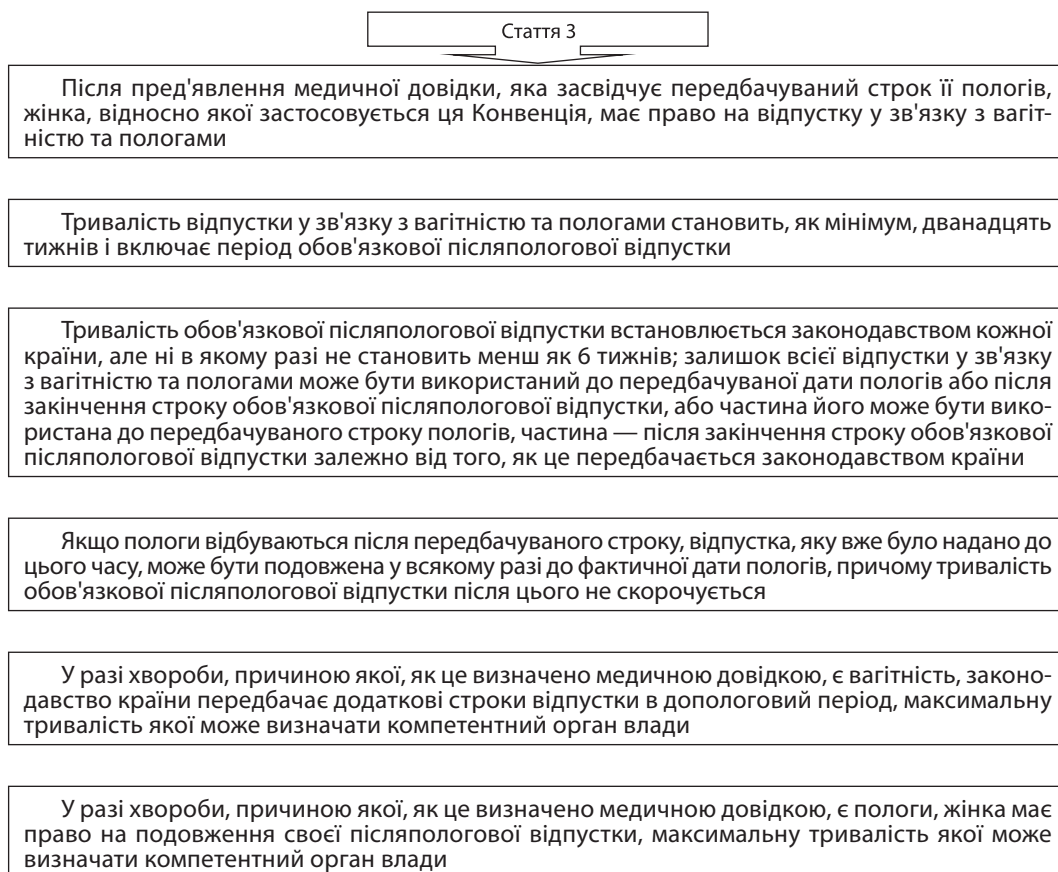 Стаття 3
Після пред'явлення медичної довідки, яка засвідчує передбачуваний строк її пологів,
жінка, відносно якої застосовується ця Конвенція, має право на відпустку у зв'язку з вагіт-
ністю та пологами
Тривалість відпустки у зв'язку з вагітністю та пологами становить, як мінімум, дванадцять
тижнів і включає період обов'язкової післяпологової відпустки
Тривалість обов'язкової післяпологової відпустки встановлюється законодавством кожної
країни, але ні в якому разі не становить менш як 6 тижнів; залишок всієї відпустки у зв'язку
з вагітністю та пологами може бути використаний до передбачуваної дати пологів або після
закінчення строку обов'язкової післяпологової відпустки, або частина його може бути вико-
ристана до передбачуваного строку пологів, частина — після закінчення строку обов'язкової
післяпологової відпустки залежно від того, як це передбачається законодавством країни
Якщо пологи відбуваються після передбачуваного строку, відпустка, яку вже було надано до
цього часу, може бути подовжена у всякому разі до фактичної дати пологів, причому тривалість
обов'язкової післяпологової відпустки після цього не скорочується
У разі хвороби, причиною якої, як це визначено медичною довідкою, є вагітність, законо-
давство країни передбачає додаткові строки відпустки в допологовий період, максимальну
тривалість якої може визначати компетентний орган влади
У разі хвороби, причиною якої, як це визначено медичною довідкою, є пологи, жінка має
право на подовження своєї післяпологової відпустки, максимальну тривалість якої може
визначати компетентний орган влади